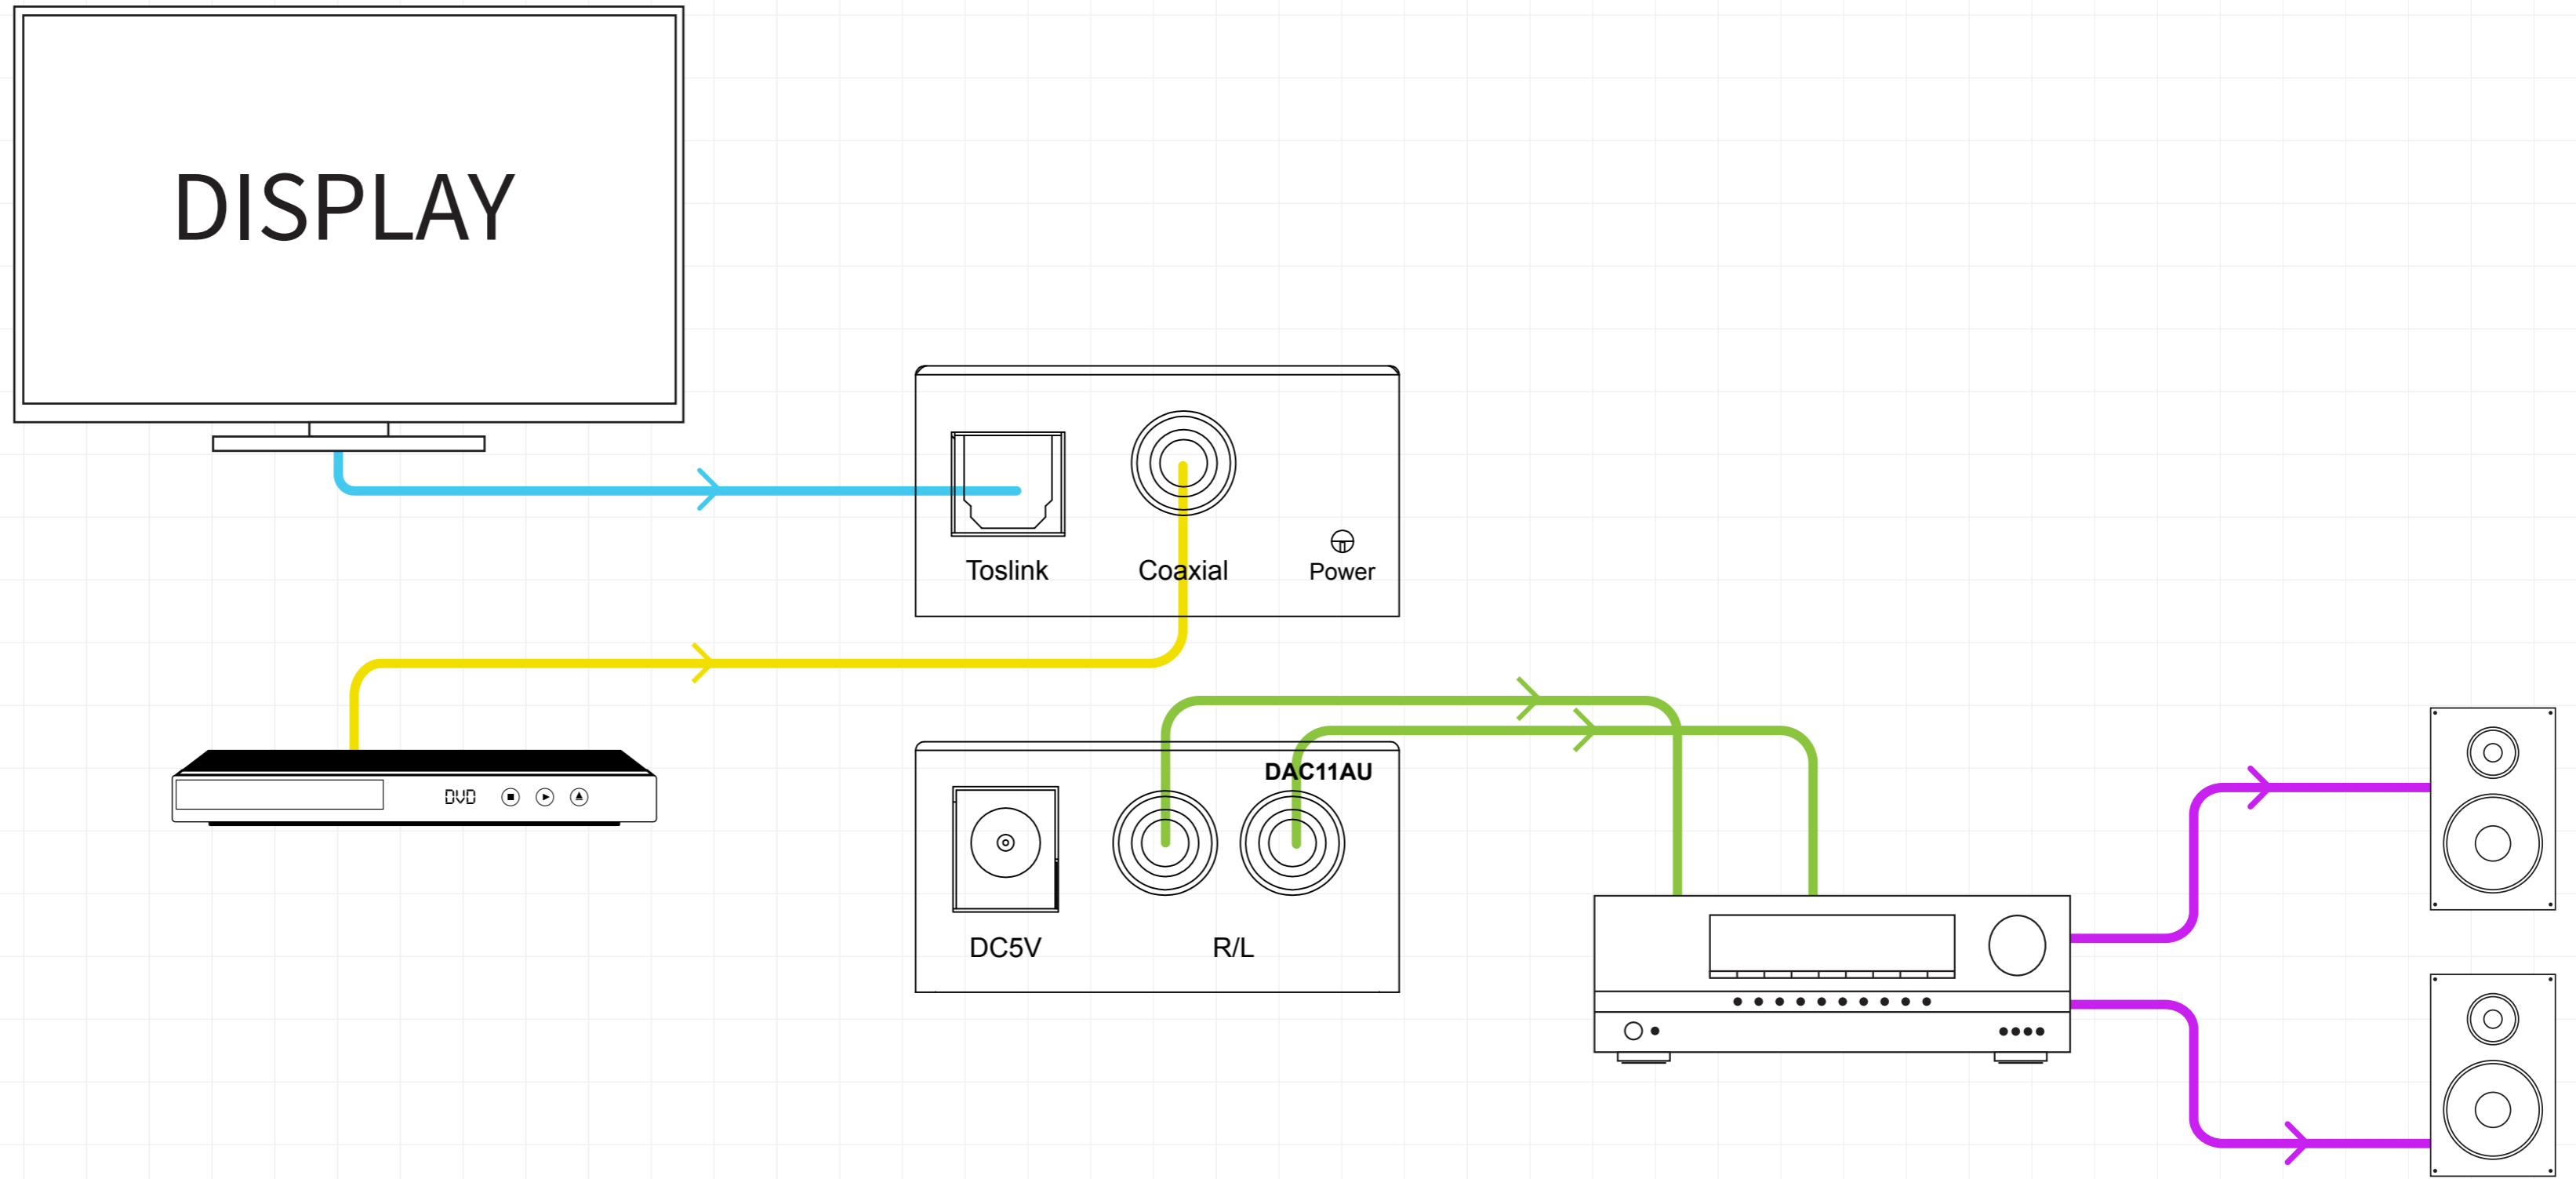 DISPLAY
Toslink
Coaxial
Power
DVD
DAC11AU
DC5V
R/L